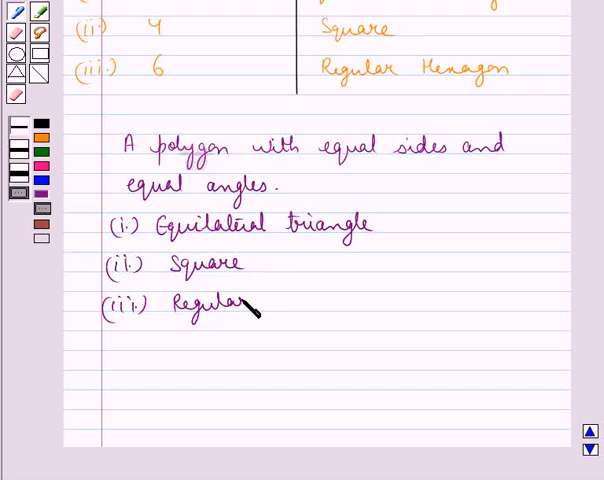 (ii.) 4 Square
(iii.) 6 Regular Hexagon
A polygon with equal sides and
equal angles.
(i.) Equilateral triangle
(ii.) Square
(iii.) Regular